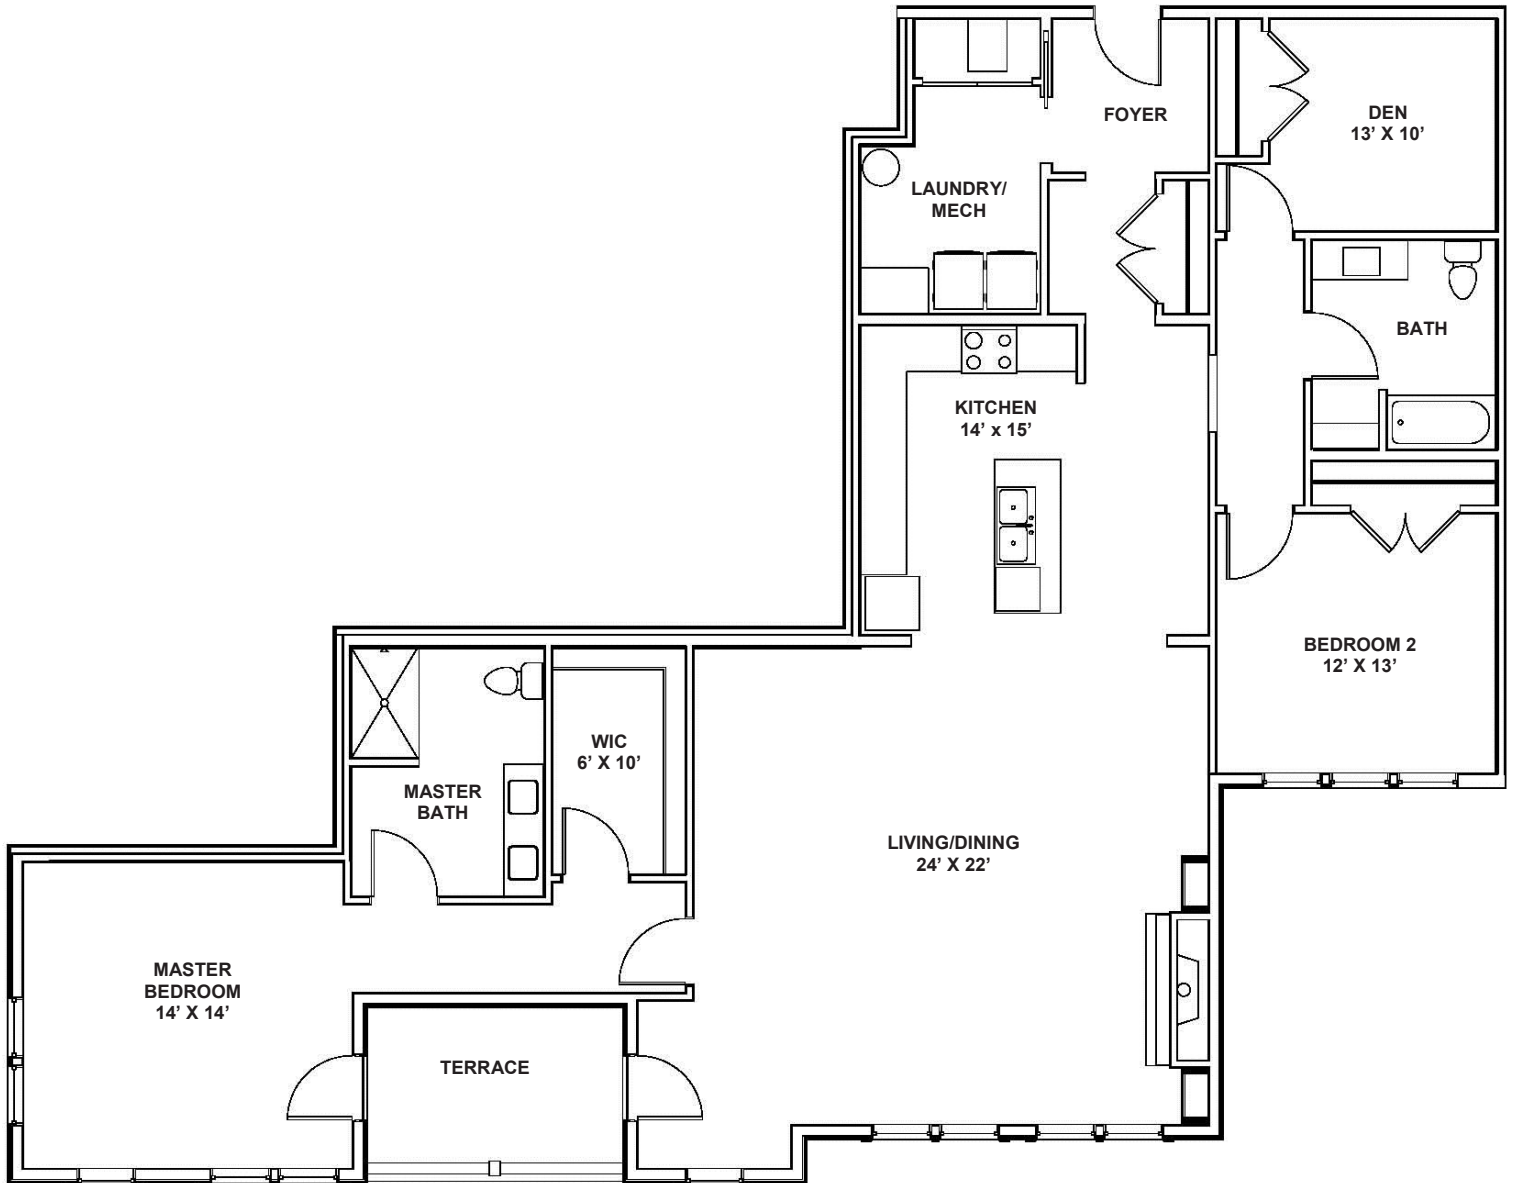 FOYER
DEN
13’ X 10’
LAUNDRY/
MECH
BATH
KITCHEN
14’ x 15’
BEDROOM 2
12’ X 13’
WIC
6’ X 10’
MASTER
BATH
LIVING/DINING
24’ X 22’
MASTER
BEDROOM
14’ X 14’
TERRACE